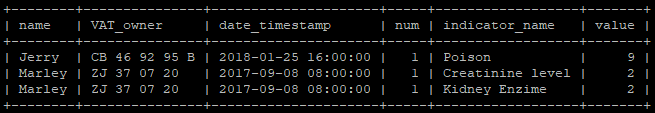 +--------+---------------+---------------------+-----+------------------+-------+
| name   | VAT_owner     | date_timestamp      | num | indicator_name   | value |
+--------+---------------+---------------------+-----+------------------+-------+
| Jerry  | CB 46 92 95 B | 2018-01-25 16:00:00 |   1 | Poison           |     9 |
| Marley | ZJ 37 07 20   | 2017-09-08 08:00:00 |   1 | Creatinine level |     2 |
| Marley | ZJ 37 07 20   | 2017-09-08 08:00:00 |   1 | Kidney Enzime    |     2 |
+--------+---------------+---------------------+-----+------------------+-------+